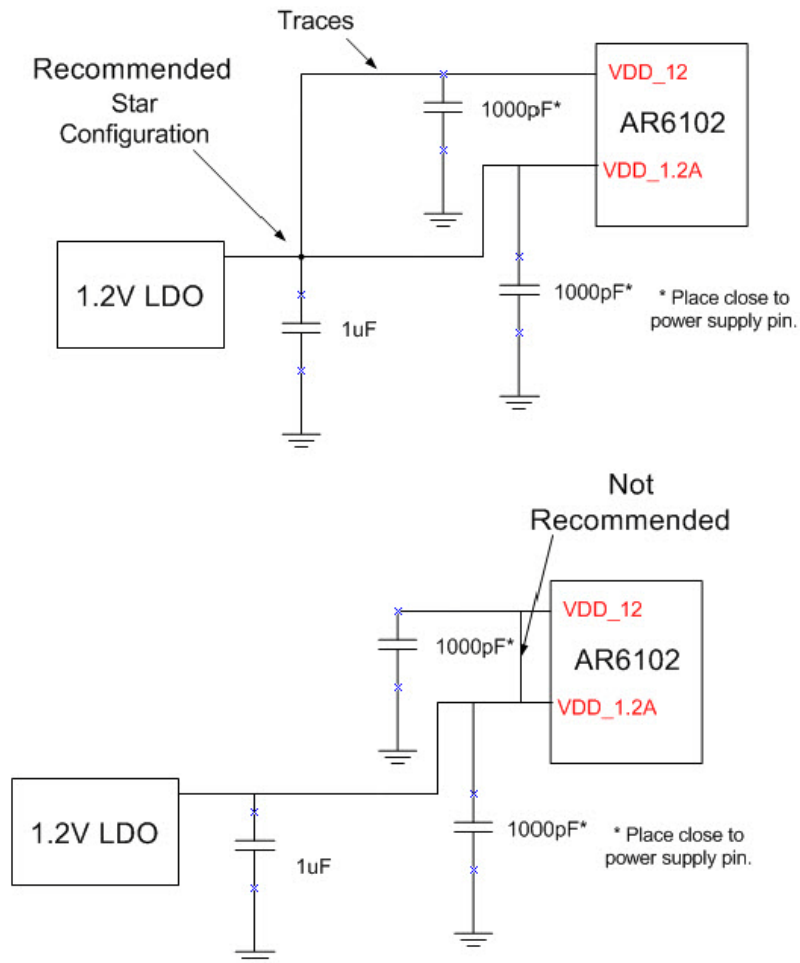 Traces
Recommended
Star
Configuration
VDD_12
1000pF*
AR6102
VDD_1.2A
1.2V LDO
1000pF*
* Place close to
power supply pin.
1uF
Not
Recommended
VDD_12
1000pF*
AR6102
VDD_1.2A
1.2V LDO
1000pF*
* Place close to
power supply pin.
1uF